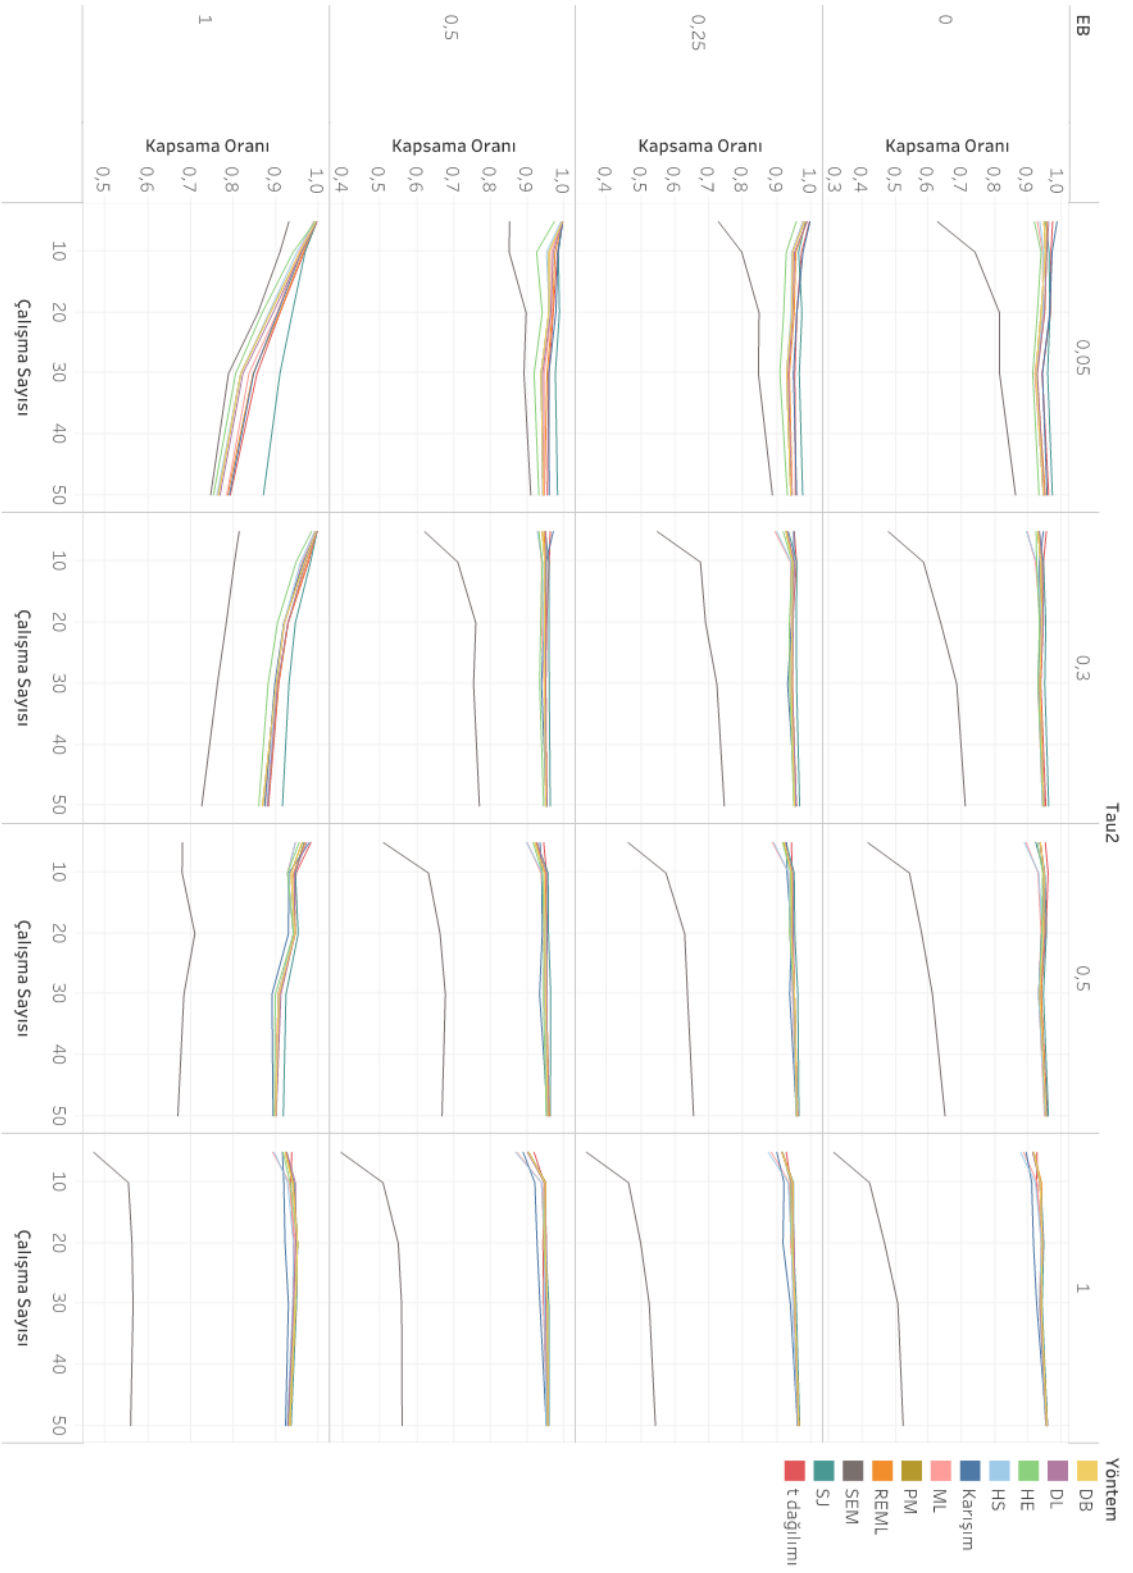 Tau2
EB
0,05
0,3
0,5
1
0
Kapsama Oranı
1,0
0,9
0,8
0,7
0,6
0,5
0,4
0,3
0,25
Kapsama Oranı
1,0
0,9
0,8
0,7
0,6
0,5
0,4
0,5
Kapsama Oranı
1,0
0,9
0,8
0,7
0,6
0,5
0,4
1
Kapsama Oranı
1,0
0,9
0,8
0,7
0,6
0,5
10 20 30 40 50
10 20 30 40 50
10 20 30 40 50
10 20 30 40 50
Çalışma Sayısı
Çalışma Sayısı
Çalışma Sayısı
Çalışma Sayısı
Yöntem
DB
DL
HE
HS
Karışım
ML
PM
REML
SEM
SJ
t dağılımı